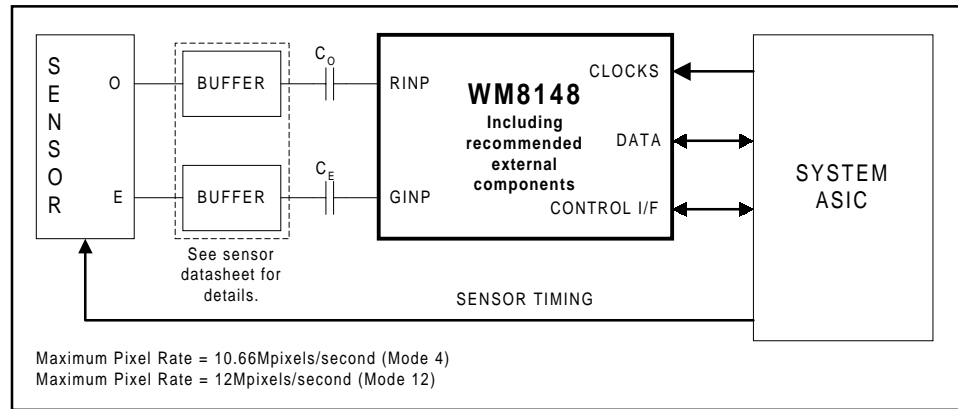 SENSOR
O
E
BUFFER
BUFFER
See sensor
datasheet for
details.
C_O
C_E
RINP
GINP
WM8148
Including
recommended
external
components
CLOCKS
DATA
CONTROL I/F
SYSTEM
ASIC
SENSOR TIMING
Maximum Pixel Rate = 10.66Mpixels/second (Mode 4)
Maximum Pixel Rate = 12Mpixels/second (Mode 12)